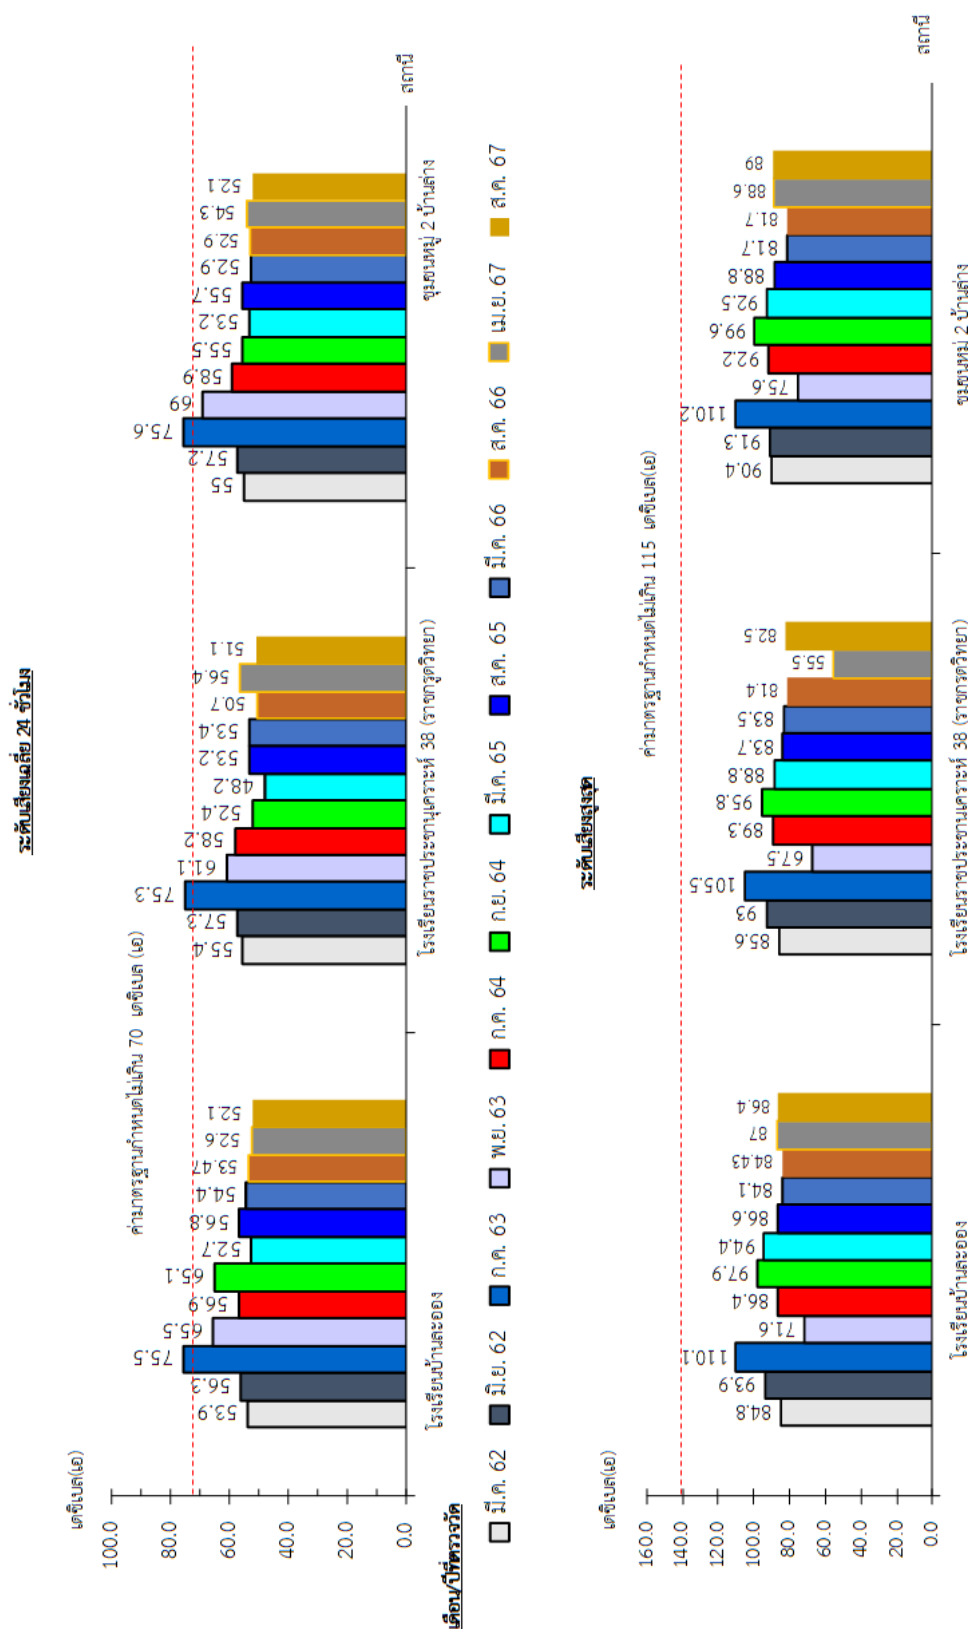 ระดับเสียงเฉลี่ย 24 ชั่วโมง
เดซิเบล(เอ)
ค่ามาตรฐานกำหนดไม่เกิน 70 เดซิเบล (เอ)
100.0
80.0
60.0
40.0
20.0
0.0
53.9 56.3 75.5 65.5 56.9 65.1 52.7 56.8 54.4 53.47 52.6 52.1
55.4 57.3 75.3 61.1 58.2 52.4 48.2 53.2 53.4 50.7 56.4 51.1
55 57.2 75.6 69 58.9 55.5 53.2 55.7 52.9 52.9 54.3 52.1
สถานี
โรงเรียนบ้านละออง โรงเรียนราชประชานุเคราะห์ 38 (ราชกรูดวิทยา) ชุมชนหมู่ 2 บ้านล่าง
เดือน/ปีที่ตรวจวัด
มี.ค. 62 มิ.ย. 62 ก.ค. 63 พ.ย. 63 ก.ค. 64 ก.ย. 64 มี.ค. 65 ส.ค. 65 มี.ค. 66 ส.ค. 66 เม.ย. 67 ส.ค. 67
ระดับเสียงสูงสุด
เดซิเบล(เอ)
ค่ามาตรฐานกำหนดไม่เกิน 115 เดซิเบล(เอ)
160.0
140.0
120.0
100.0
80.0
60.0
40.0
20.0
0.0
84.8 93.9 110.1 71.6 86.4 97.9 94.4 86.6 84.1 84.43 87 86.4
85.6 93 105.5 67.5 89.3 95.8 88.8 83.7 83.5 81.4 55.5 82.5
90.4 91.3 110.2 75.6 92.2 99.6 92.5 88.8 81.7 81.7 88.6 89
สถานี
โรงเรียนบ้านละออง โรงเรียนราชประชานุเคราะห์ 38 (ราชกรูดวิทยา) ชุมชนหมู่ 2 บ้านล่าง